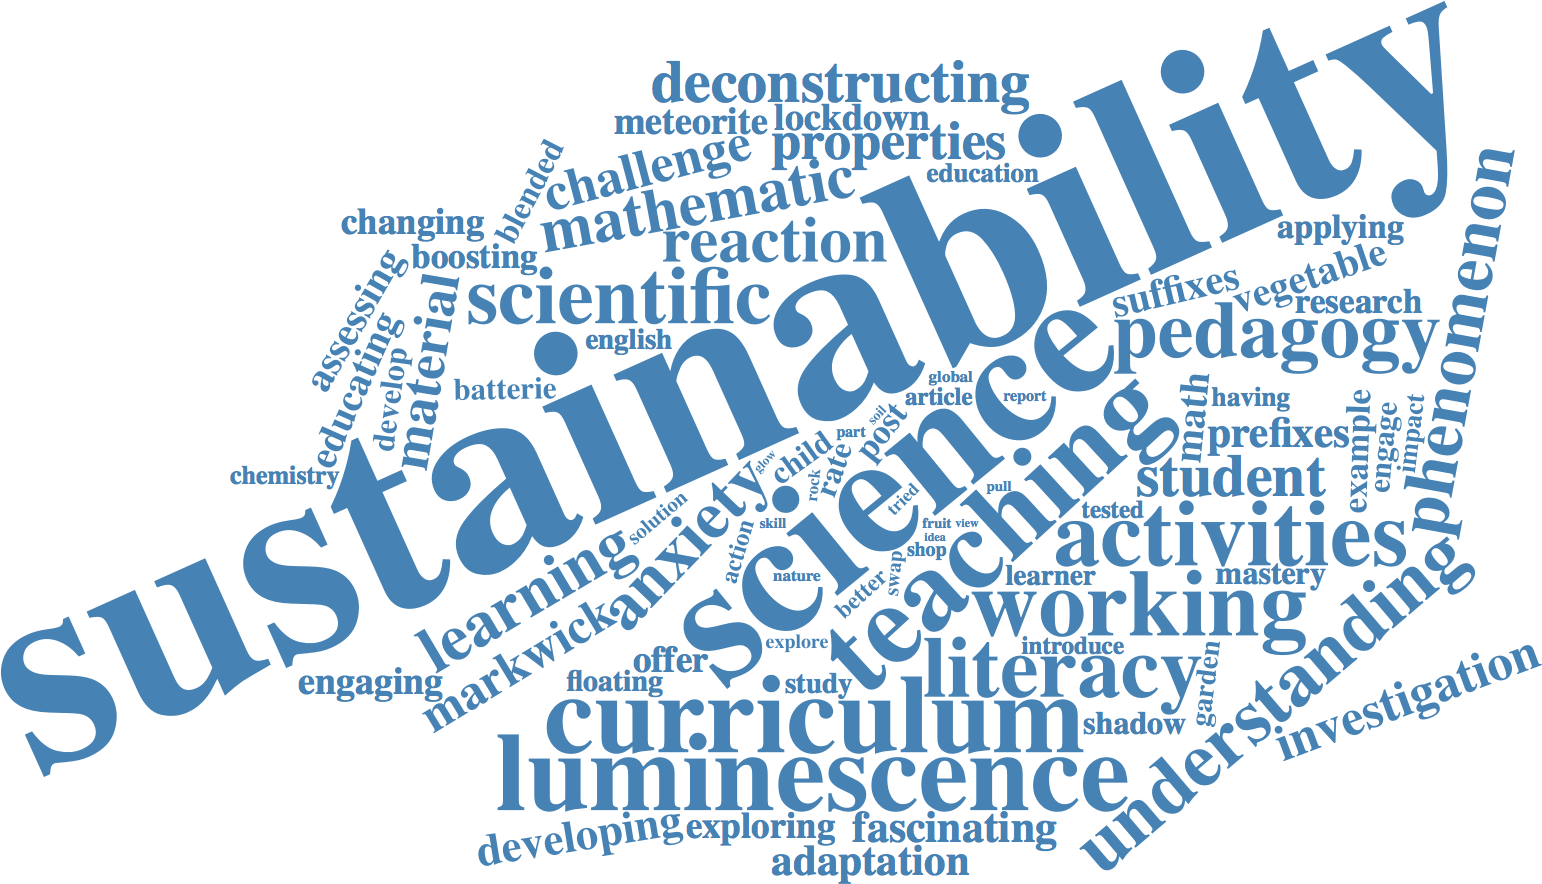 sustainability
deconstructing
meteorite
lockdown
properties
challenge
blended
mathematic
education
changing
boosting
reaction
applying
assessing
scientific
suffixes
vegetable
research
phenomenon
educating
develop
material
english
pedagogy
batterie
global
article
report
science
math
having
chemistry
soil
post
part
child
rate
rock
glow
prefixes
example
engage
impact
student
tried
pull
teaching
tested
solution
anxiety
skill
fruit
view
idea
shop
activities
learning
action
nature
swap
better
learner
mastery
working
markwick
explore
introduce
offer
engaging
floating
study
literacy
garden
understanding
curriculum
shadow
investigation
luminescence
developing
exploring
fascinating
adaptation